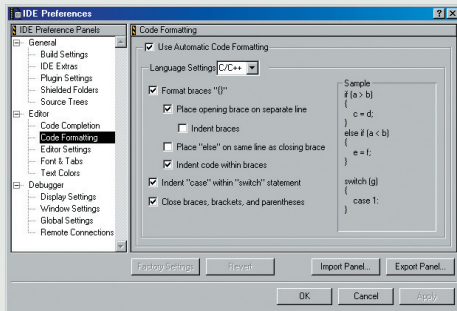 IDE Preferences
IDE Preference Panels
General
Build Settings
IDE Extras
Plugin Settings
Shielded Folders
Source Trees
Editor
Code Completion
Code Formatting
Editor Settings
Font & Tabs
Text Colors
Debugger
Display Settings
Window Settings
Global Settings
Remote Connections
Code Formatting
Use Automatic Code Formatting
Language Settings C/C++
Format braces "{}"
Place opening brace on separate line
Indent braces
Place "else" on same line as closing brace
Indent code within braces
Indent "case" within "switch" statement
Close braces, brackets, and parentheses
Sample
if (a > b)
{
c = d;
}
else if (a < b)
{
e = f;
}
switch (g)
{
case 1:
}
Factory Settings
Revert
Import Panel...
Export Panel...
OK
Cancel
Apply